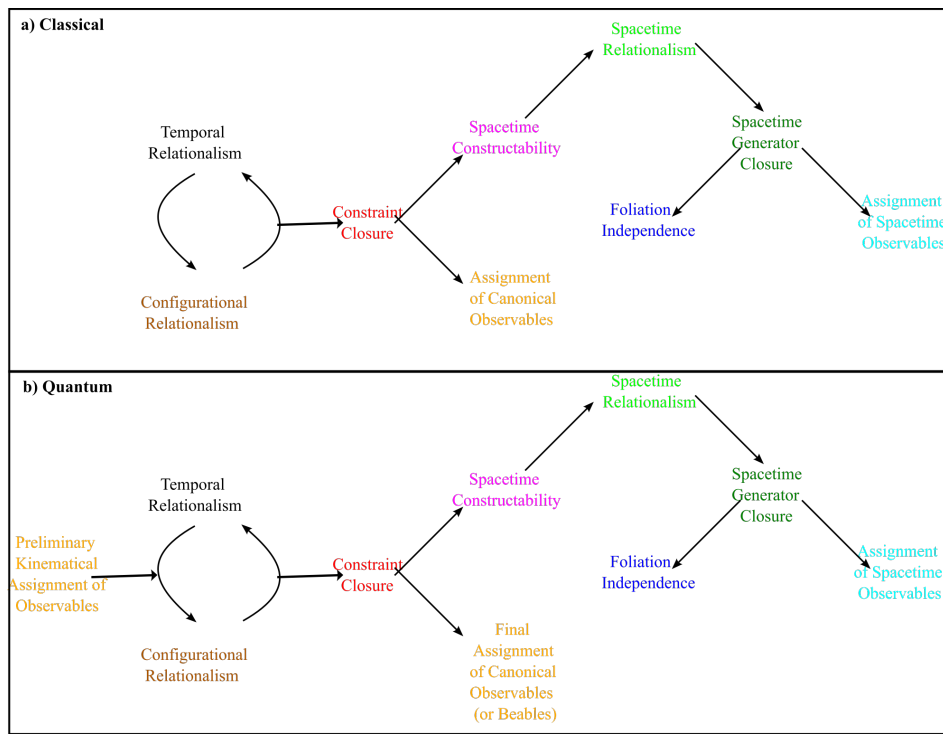 a) Classical
Spacetime
Relationalism
Temporal
Relationalism
Spacetime
Constructability
Spacetime
Generator
Closure
Constraint
Closure
Foliation
Independence
Assignment
of Spacetime
Observables
Configurational
Relationalism
Assignment
of Canonical
Observables
b) Quantum
Spacetime
Relationalism
Temporal
Relationalism
Spacetime
Constructability
Spacetime
Generator
Closure
Preliminary
Kinematical
Assignment of
Observables
Constraint
Closure
Foliation
Independence
Assignment
of Spacetime
Observables
Configurational
Relationalism
Final
Assignment
of Canonical
Observables
(or Beables)